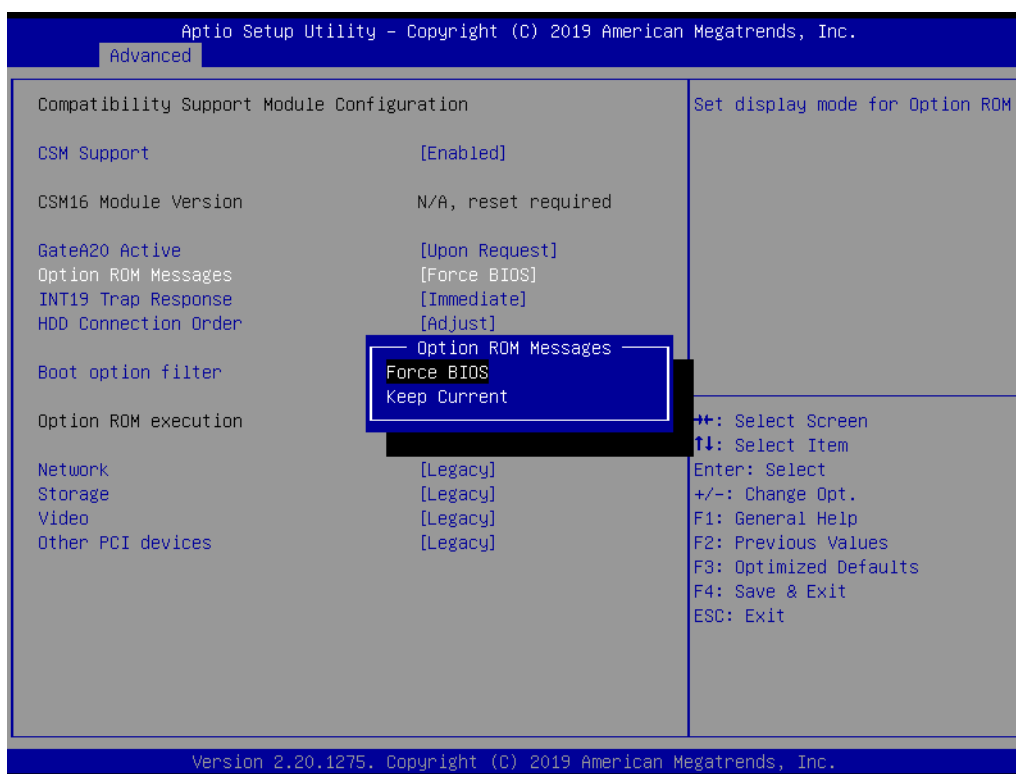 Aptio Setup Utility – Copyright (C) 2019 American Megatrends, Inc.
Advanced
Compatibility Support Module Configuration
Set display mode for Option ROM
CSM Support [Enabled]
CSM16 Module Version N/A, reset required
GateA20 Active [Upon Request]
Option ROM Messages [Force BIOS]
INT19 Trap Response [Immediate]
HDD Connection Order [Adjust]
Option ROM Messages
Boot option filter
Force BIOS
Keep Current
Option ROM execution
→←: Select Screen
↑↓: Select Item
Network [Legacy]
Enter: Select
Storage [Legacy]
+/-: Change Opt.
Video [Legacy]
F1: General Help
Other PCI devices [Legacy]
F2: Previous Values
F3: Optimized Defaults
F4: Save & Exit
ESC: Exit
Version 2.20.1275. Copyright (C) 2019 American Megatrends, Inc.